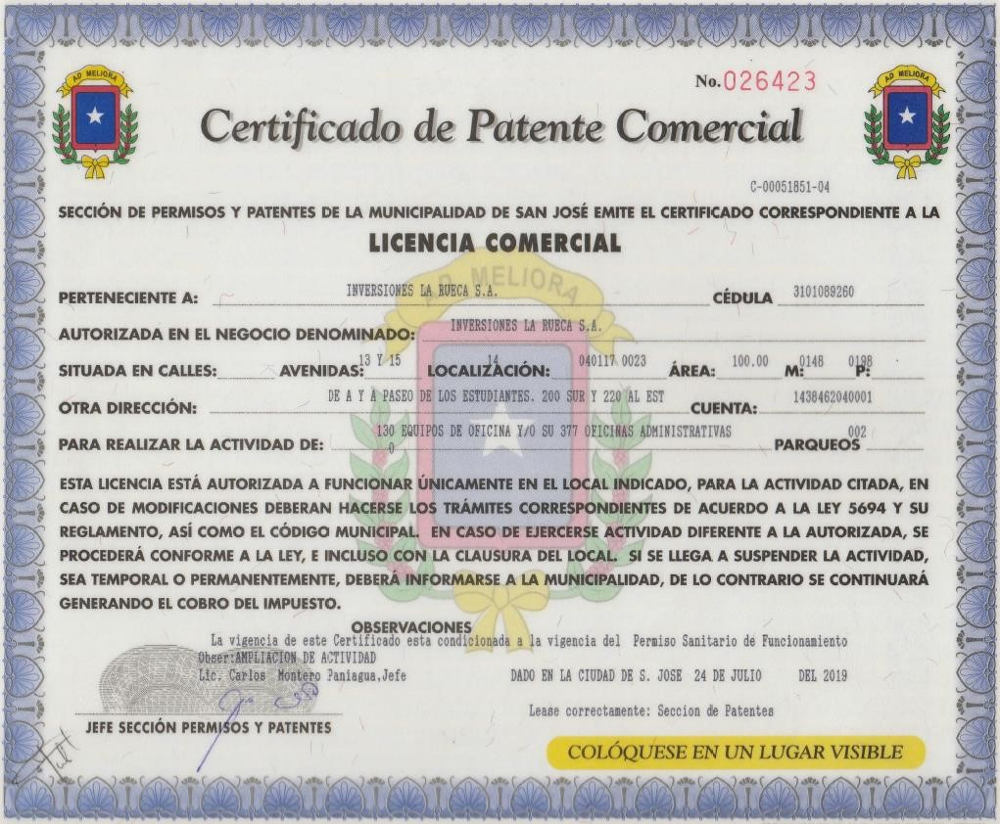 AD MELIORA
AD MELIORA
No. 026423
Certificado de Patente Comercial
C-00051851-04
SECCIÓN DE PERMISOS Y PATENTES DE LA MUNICIPALIDAD DE SAN JOSÉ EMITE EL CERTIFICADO CORRESPONDIENTE A LA
LICENCIA COMERCIAL
AD MELIORA
PERTENECIENTE A: INVERSIONES LA RUECA S.A. CÉDULA 3101089260
AUTORIZADA EN EL NEGOCIO DENOMINADO: INVERSIONES LA RUECA S.A.
SITUADA EN CALLES: 13 Y 15 AVENIDAS: 14 LOCALIZACIÓN: 040117 0023 ÁREA: 100.00 M: 0148 P: 0198
OTRA DIRECCIÓN: DE A Y A PASEO DE LOS ESTUDIANTES. 200 SUR Y 220 AL EST CUENTA: 1438462040001
PARA REALIZAR LA ACTIVIDAD DE: 130 EQUIPOS DE OFICINA Y/O SU 377 OFICINAS ADMINISTRATIVAS PARQUEOS 002
0
ESTA LICENCIA ESTÁ AUTORIZADA A FUNCIONAR ÚNICAMENTE EN EL LOCAL INDICADO, PARA LA ACTIVIDAD CITADA, EN
CASO DE MODIFICACIONES DEBERAN HACERSE LOS TRÁMITES CORRESPONDIENTES DE ACUERDO A LA LEY 5694 Y SU
REGLAMENTO, ASÍ COMO EL CÓDIGO MUNICIPAL. EN CASO DE EJERCERSE ACTIVIDAD DIFERENTE A LA AUTORIZADA, SE
PROCEDERÁ CONFORME A LA LEY, E INCLUSO CON LA CLAUSURA DEL LOCAL. SI SE LLEGA A SUSPENDER LA ACTIVIDAD,
SEA TEMPORAL O PERMANENTEMENTE, DEBERÁ INFORMARSE A LA MUNICIPALIDAD, DE LO CONTRARIO SE CONTINUARÁ
GENERANDO EL COBRO DEL IMPUESTO.
OBSERVACIONES
La vigencia de este Certificado esta condicionada a la vigencia del Permiso Sanitario de Funcionamiento
Obser:AMPLIACION DE ACTIVIDAD
Lic. Carlos Montero Paniagua,Jefe DADO EN LA CIUDAD DE S. JOSE 24 DE JULIO DEL 2019
Lease correctamente: Seccion de Patentes
JEFE SECCIÓN PERMISOS Y PATENTES
COLÓQUESE EN UN LUGAR VISIBLE